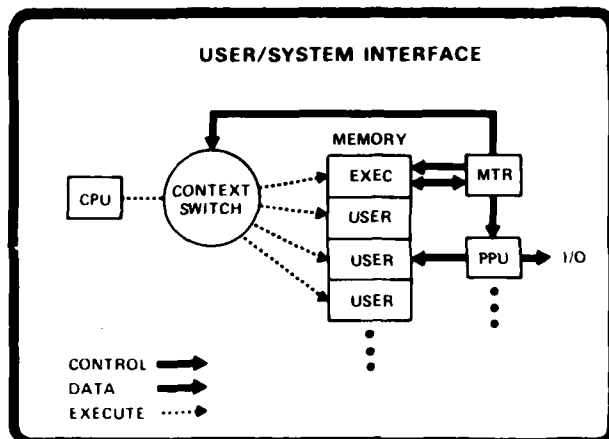 USER/SYSTEM INTERFACE
MEMORY
CPU
CONTEXT
SWITCH
EXEC
USER
USER
USER
MTR
PPU
I/O
CONTROL
DATA
EXECUTE